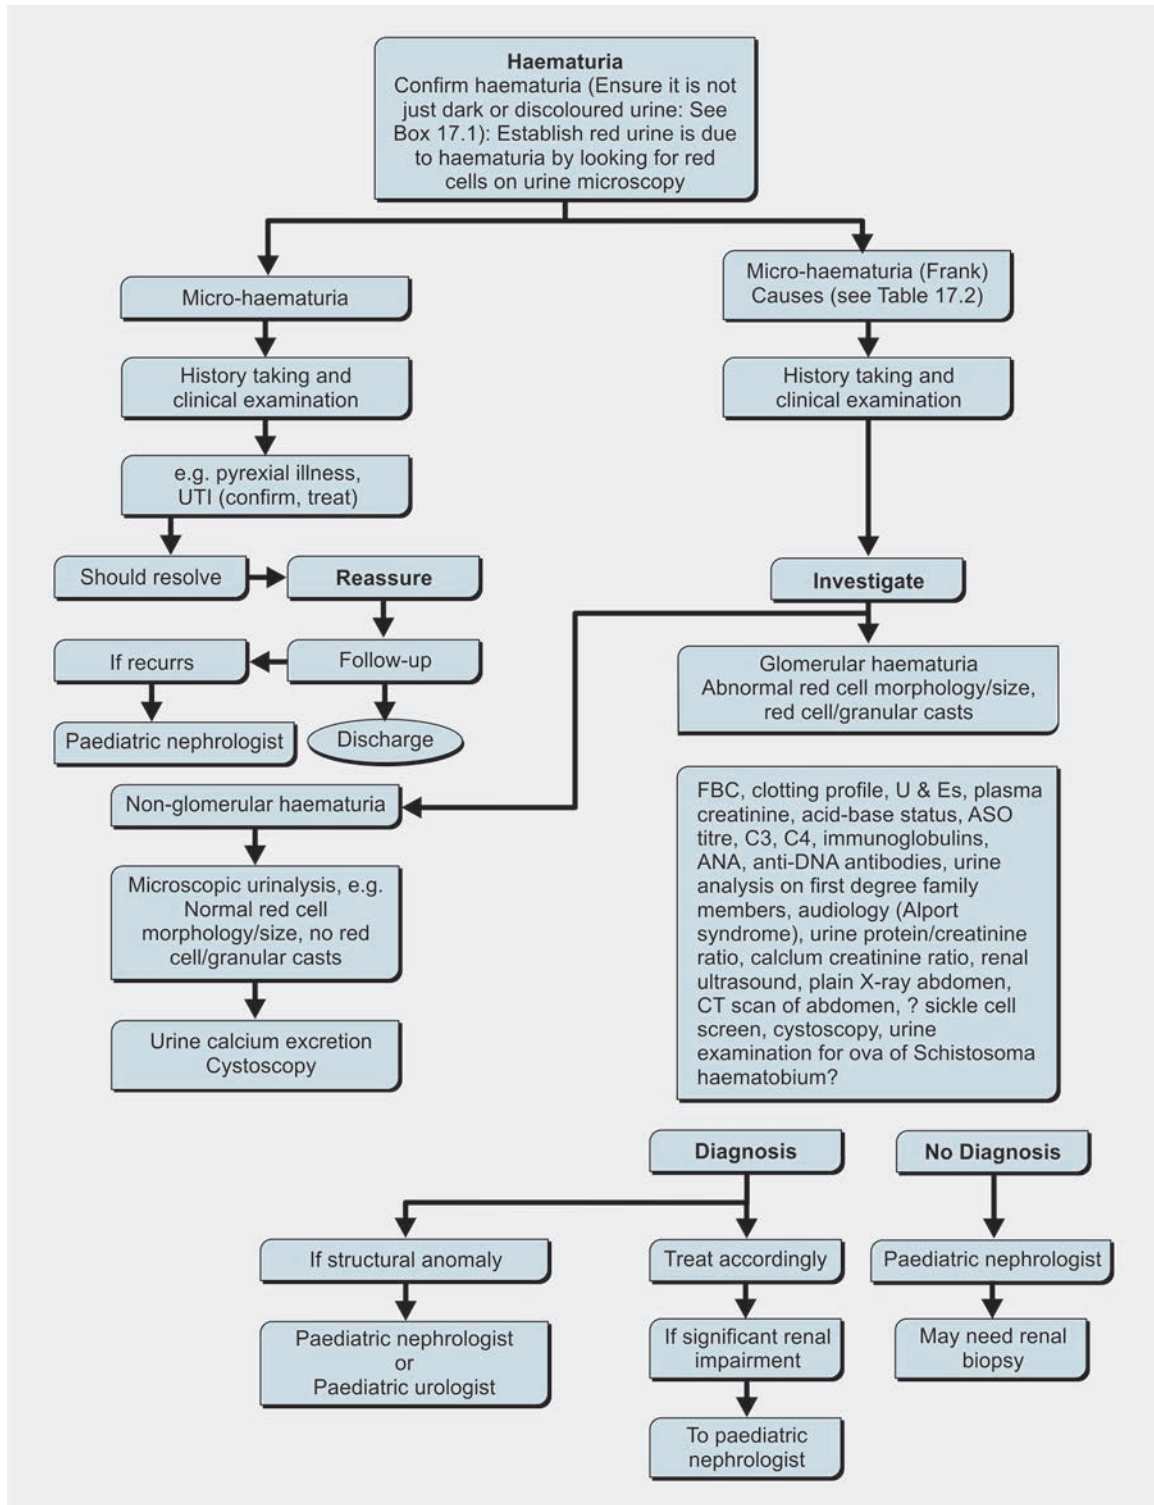 Haematuria
Confirm haematuria (Ensure it is not
just dark or discoloured urine: See
Box 17.1): Establish red urine is due
to haematuria by looking for red
cells on urine microscopy
Micro-haematuria
Micro-haematuria (Frank)
Causes (see Table 17.2)
History taking and
clinical examination
History taking and
clinical examination
e.g. pyrexial illness,
UTI (confirm, treat)
Should resolve
Reassure
Investigate
If recurrs
Follow-up
Glomerular haematuria
Abnormal red cell morphology/size,
red cell/granular casts
Paediatric nephrologist
Discharge
Non-glomerular haematuria
FBC, clotting profile, U & Es, plasma
creatinine, acid-base status, ASO
titre, C3, C4, immunoglobulins,
ANA, anti-DNA antibodies, urine
analysis on first degree family
members, audiology (Alport
syndrome), urine protein/creatinine
ratio, calclum creatinine ratio, renal
ultrasound, plain X-ray abdomen,
CT scan of abdomen, ? sickle cell
screen, cystoscopy, urine
examination for ova of Schistosoma
haematobium?
Microscopic urinalysis, e.g.
Normal red cell
morphology/size, no red
cell/granular casts
Urine calcium excretion
Cystoscopy
Diagnosis
No Diagnosis
If structural anomaly
Treat accordingly
Paediatric nephrologist
Paediatric nephrologist
or
Paediatric urologist
If significant renal
impairment
May need renal
biopsy
To paediatric
nephrologist